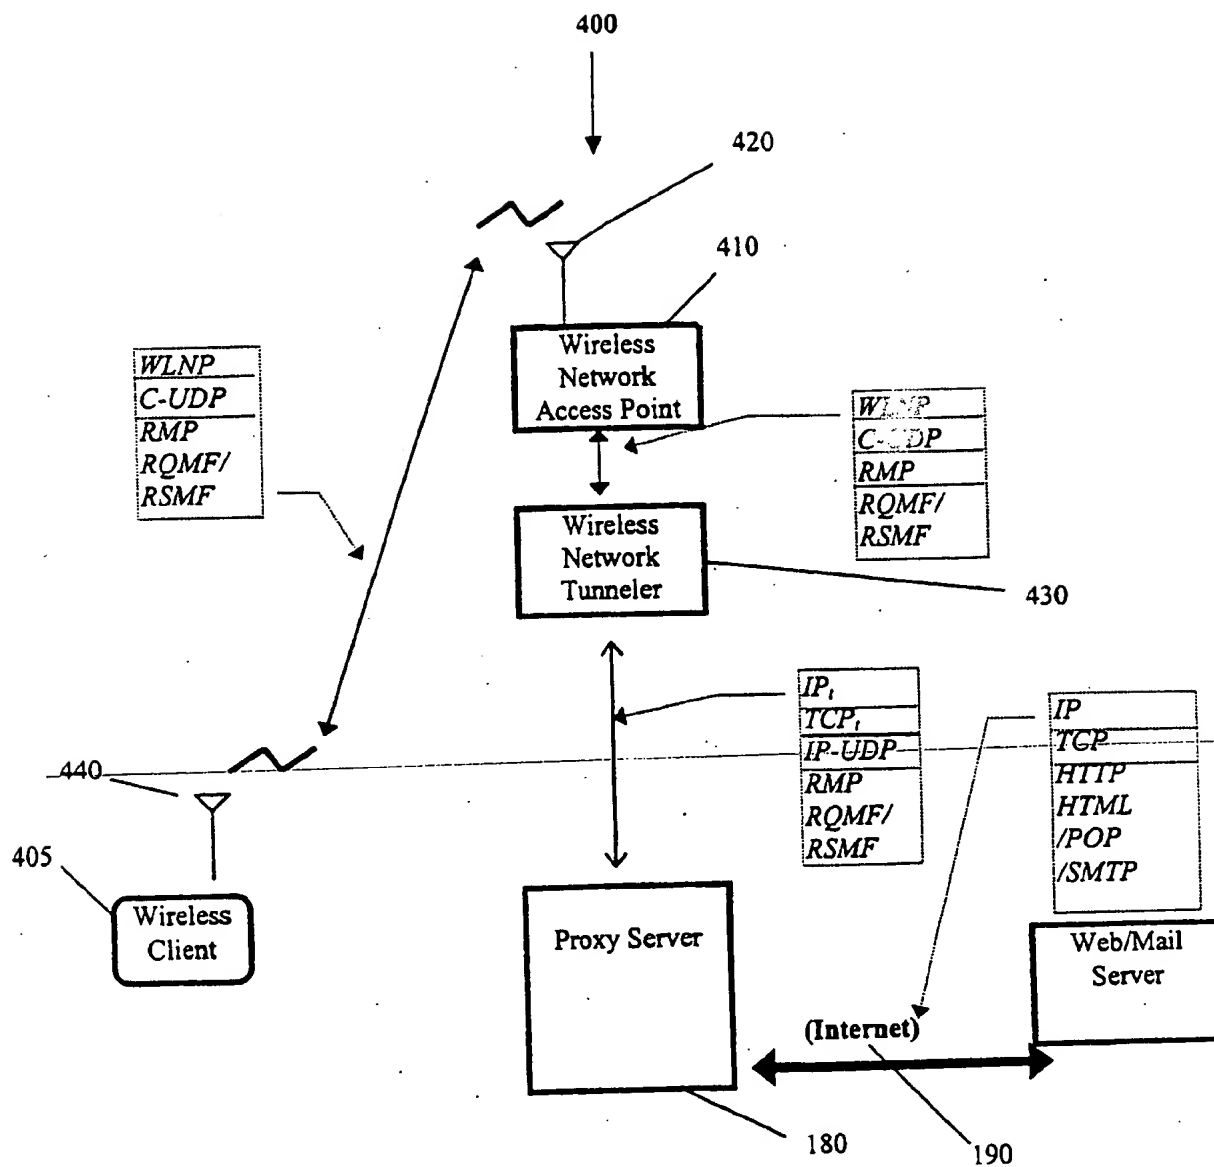 400
420
410
Wireless
Network
Access Point
WLNP
C-UDP
RMP
RQMF/
RSMF
WLNP
C-UDP
RMP
RQMF/
RSMF
Wireless
Network
Tunneler
430
IPt
TCPt
IP-UDP
RMP
RQMF/
RSMF
IP
TCP
HTTP
HTML
/POP
/SMTP
440
405
Wireless
Client
Proxy Server
Web/Mail
Server
(Internet)
180
190